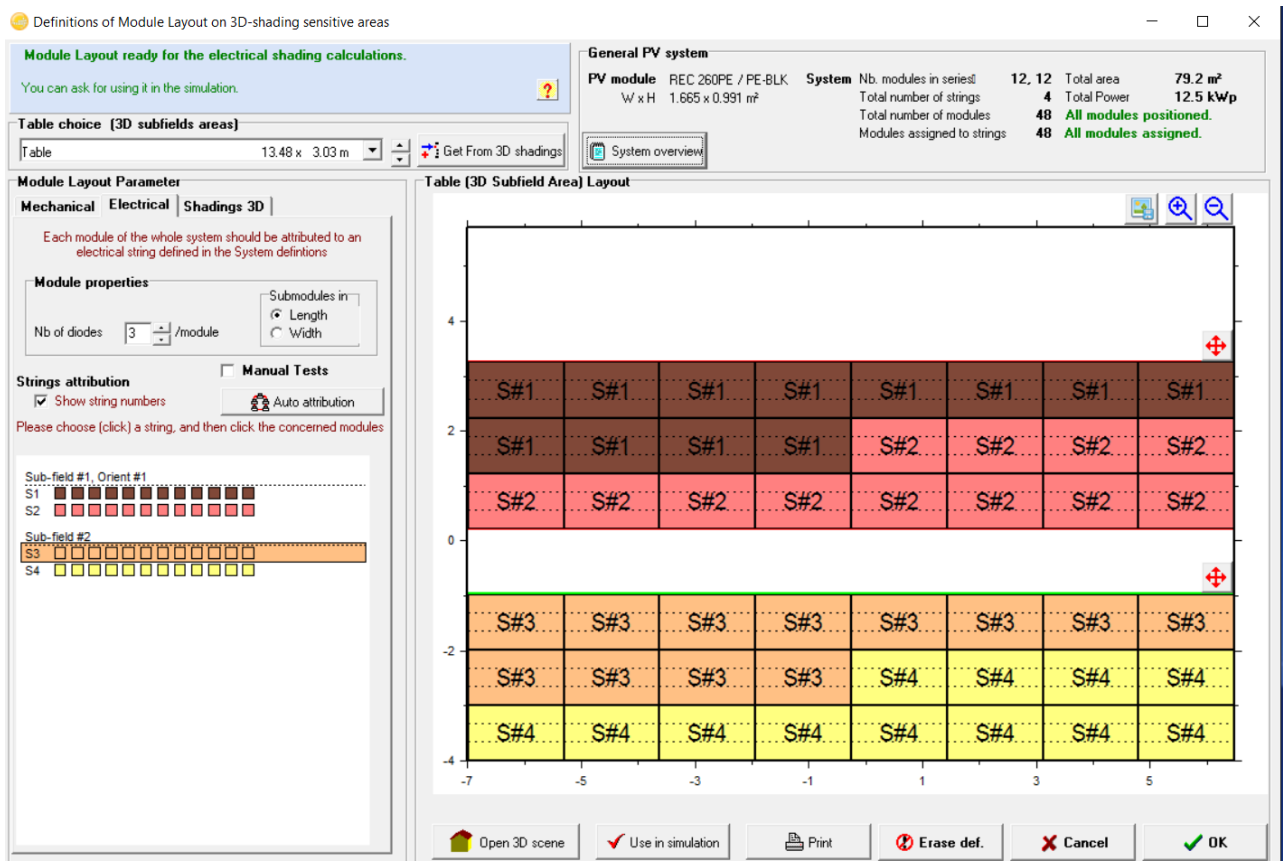 Definitions of Module Layout on 3D-shading sensitive areas
Module Layout ready for the electrical shading calculations.
You can ask for using it in the simulation.
?
General PV system
PV module REC 260PE / PE-BLK
W x H 1.665 x 0.991 m²
System Nb. modules in series 12, 12
Total number of strings 4
Total number of modules 48
Modules assigned to strings 48
Total area 79.2 m²
Total Power 12.5 kWp
All modules positioned.
All modules assigned.
System overview
Table choice (3D subfields areas)
Table 13.48 x 3.03 m
Get From 3D shadings
Module Layout Parameter
Mechanical Electrical Shadings 3D
Each module of the whole system should be attributed to an
electrical string defined in the System defintions
Module properties
Nb of diodes 3 /module
Submodules in
Length
Width
Manual Tests
Strings attribution
Show string numbers
Auto attribution
Please choose (click) a string, and then click the concerned modules
Sub-field #1, Orient #1
S1
S2
Sub-field #2
S3
S4
Table (3D Subfield Area) Layout
4
2
0
-2
-4
S#1 S#1 S#1 S#1 S#1 S#1 S#1 S#1
S#1 S#1 S#1 S#1 S#2 S#2 S#2 S#2
S#2 S#2 S#2 S#2 S#2 S#2 S#2 S#2
S#3 S#3 S#3 S#3 S#3 S#3 S#3 S#3
S#3 S#3 S#3 S#3 S#4 S#4 S#4 S#4
S#4 S#4 S#4 S#4 S#4 S#4 S#4 S#4
-7 -5 -3 -1 1 3 5
Open 3D scene
Use in simulation
Print
Erase def.
Cancel
OK